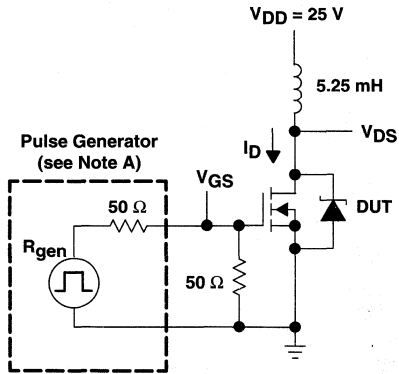 VDD = 25 V
5.25 mH
Pulse Generator
(see Note A)
ID
VDS
VGS
50 Ω
DUT
Rgen
50 Ω